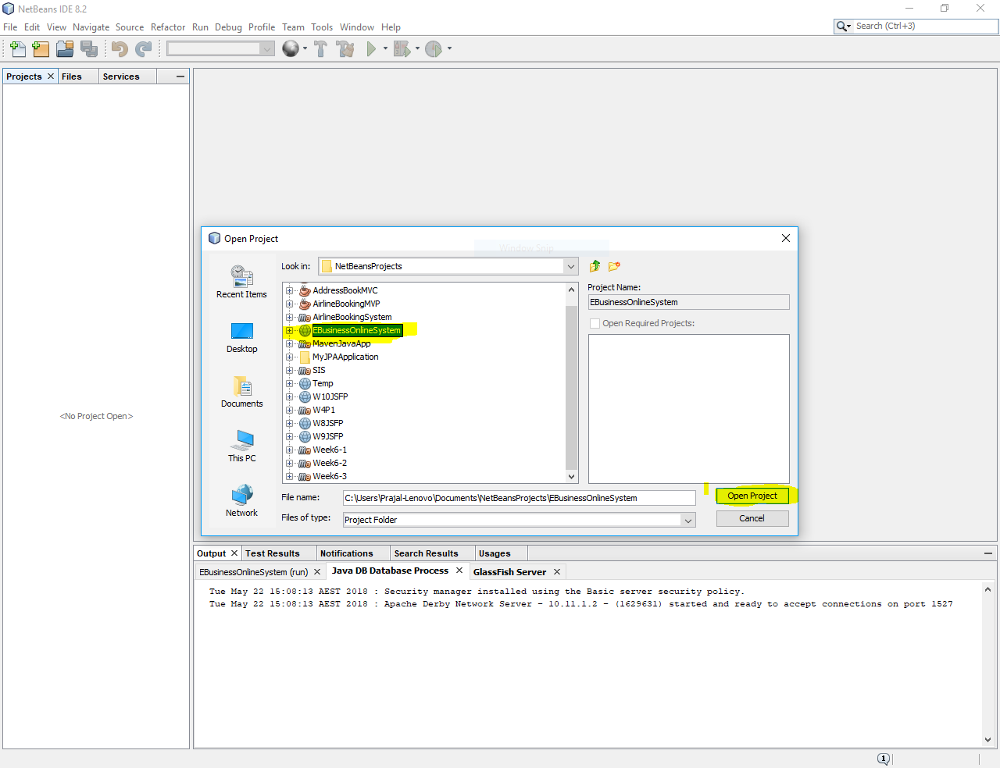 NetBeans IDE 8.2
File Edit View Navigate Source Refactor Run Debug Profile Team Tools Window Help
Search (Ctrl+3)
Projects Files Services
<No Project Open>
Open Project
Window Snip
Look in: NetBeansProjects
Recent Items
Desktop
Documents
This PC
Network
AddressBookMVC
AirlineBookingMVP
AirlineBookingSystem
EBusinessOnlineSystem
MavenJavaApp
MyJPAApplication
SIS
Temp
W10JSFP
W4P1
W8JSFP
W9JSFP
Week6-1
Week6-2
Week6-3
Project Name:
EBusinessOnlineSystem
Open Required Projects:
File name: C:\Users\Prajal-Lenovo\Documents\NetBeansProjects\EBusinessOnlineSystem
Open Project
Files of type: Project Folder
Cancel
Output Test Results Notifications Search Results Usages
EBusinessOnlineSystem (run) Java DB Database Process GlassFish Server
Tue May 22 15:08:13 AEST 2018 : Security manager installed using the Basic server security policy.
Tue May 22 15:08:13 AEST 2018 : Apache Derby Network Server - 10.11.1.2 - (1629631) started and ready to accept connections on port 1527
1